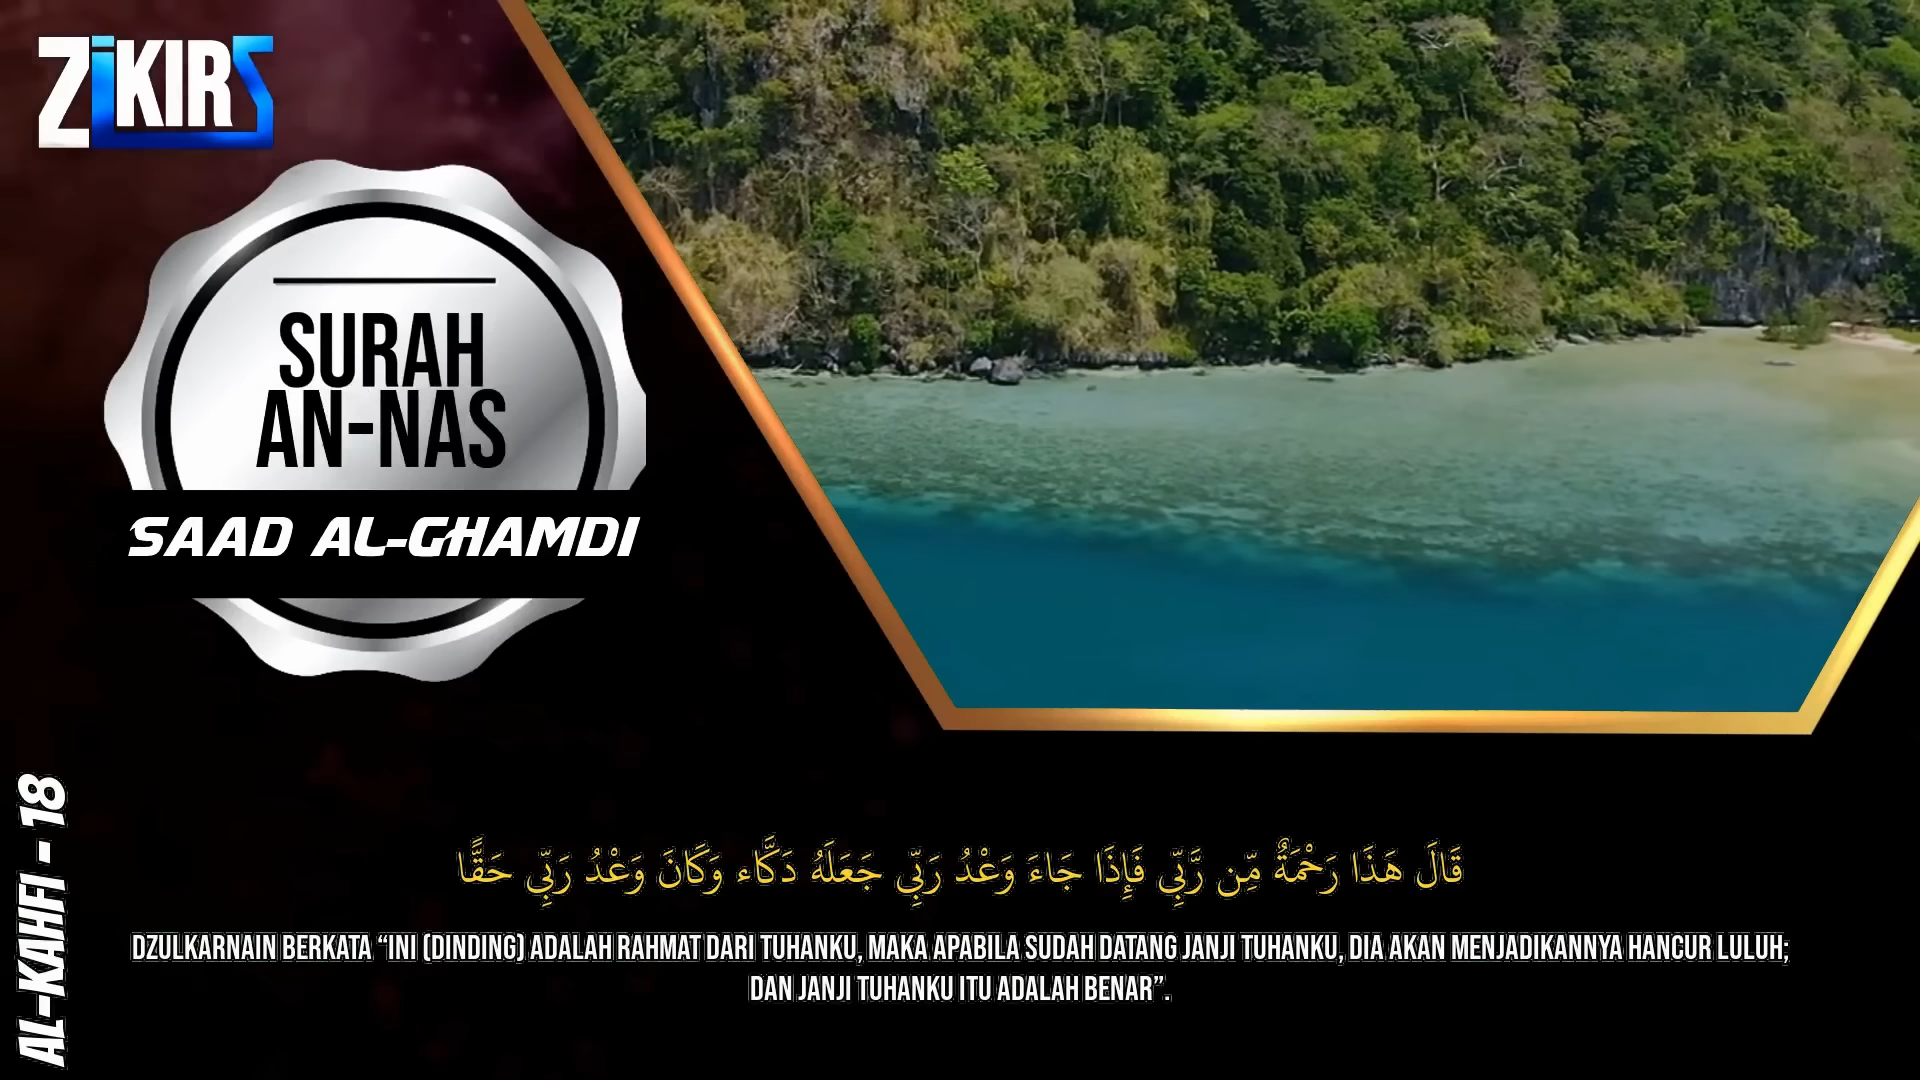 ZIKIRS
SURAH
AN-NAS
SAAD AL-GHAMDI
AL-KAHFI - 18
قَالَ هَذَا رَحْمَةٌ مِّن رَّبِّي فَإِذَا جَاءَ وَعْدُ رَبِّي جَعَلَهُ دَكَّاء وَكَانَ وَعْدُ رَبِّي حَقًّا
DZULKARNAIN BERKATA “INI (DINDING) ADALAH RAHMAT DARI TUHANKU, MAKA APABILA SUDAH DATANG JANJI TUHANKU, DIA AKAN MENJADIKANNYA HANCUR LULUH;
DAN JANJI TUHANKU ITU ADALAH BENAR”.